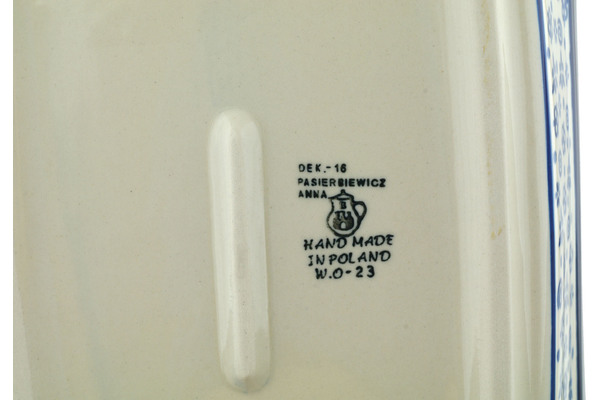 DEK.-16
PASIERBIEWICZ
ANNA
HAND MADE
IN POLAND
W.O-23